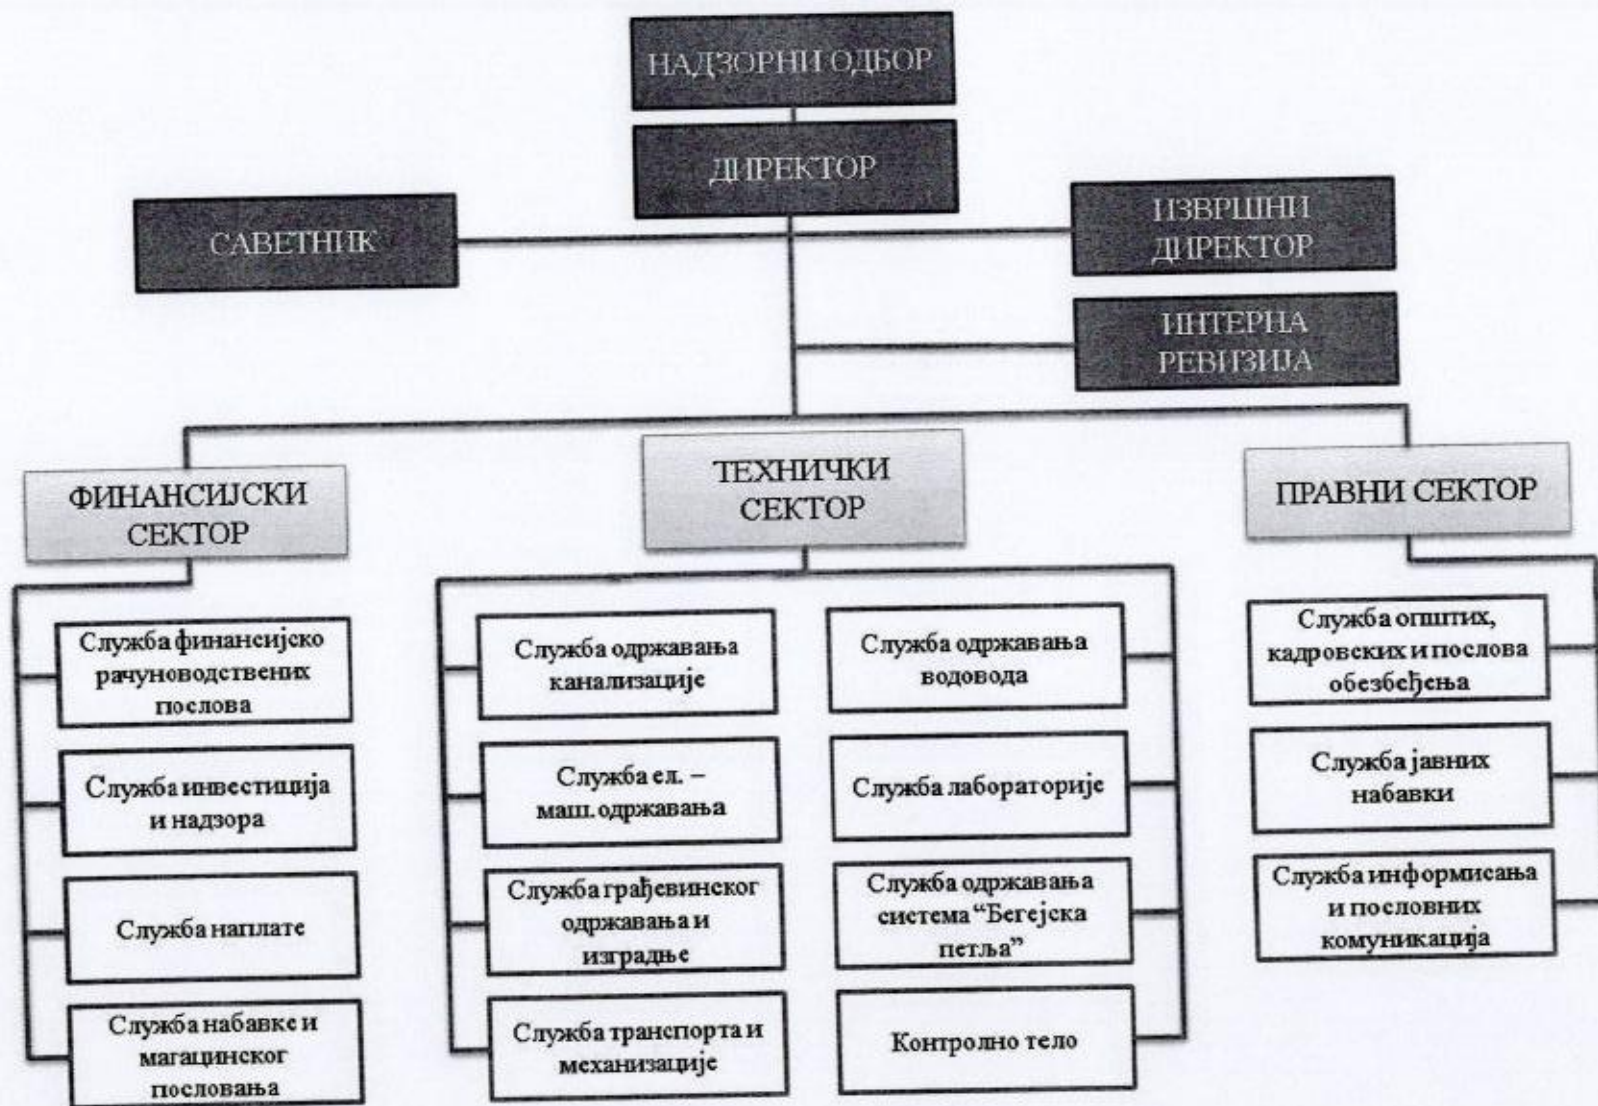 НАДЗОРНИ ОДБОР
ДИРЕКТОР
САВЕТНИК
ИЗВРШНИ
ДИРЕКТОР
ИНТЕРНА
РЕВИЗИЈА
ФИНАНСИЈСКИ
СЕКТОР
ТЕХНИЧКИ
СЕКТОР
ПРАВНИ СЕКТОР
Служба финансијско
рачуноводствених
послова
Служба инвестиција
и надзора
Служба наплате
Служба набавке и
магацинског
пословања
Служба одржавања
канализације
Служба ел. –
маш. одржавања
Служба грађевинског
одржавања и
изградње
Служба транспорта и
механизације
Служба одржавања
водовода
Служба лабораторије
Служба одржавања
система “Бегејска
петља”
Контролно тело
Служба општих,
кадровских и послова
обезбеђења
Служба јавних
набавки
Служба информисања
и пословних
комуникација